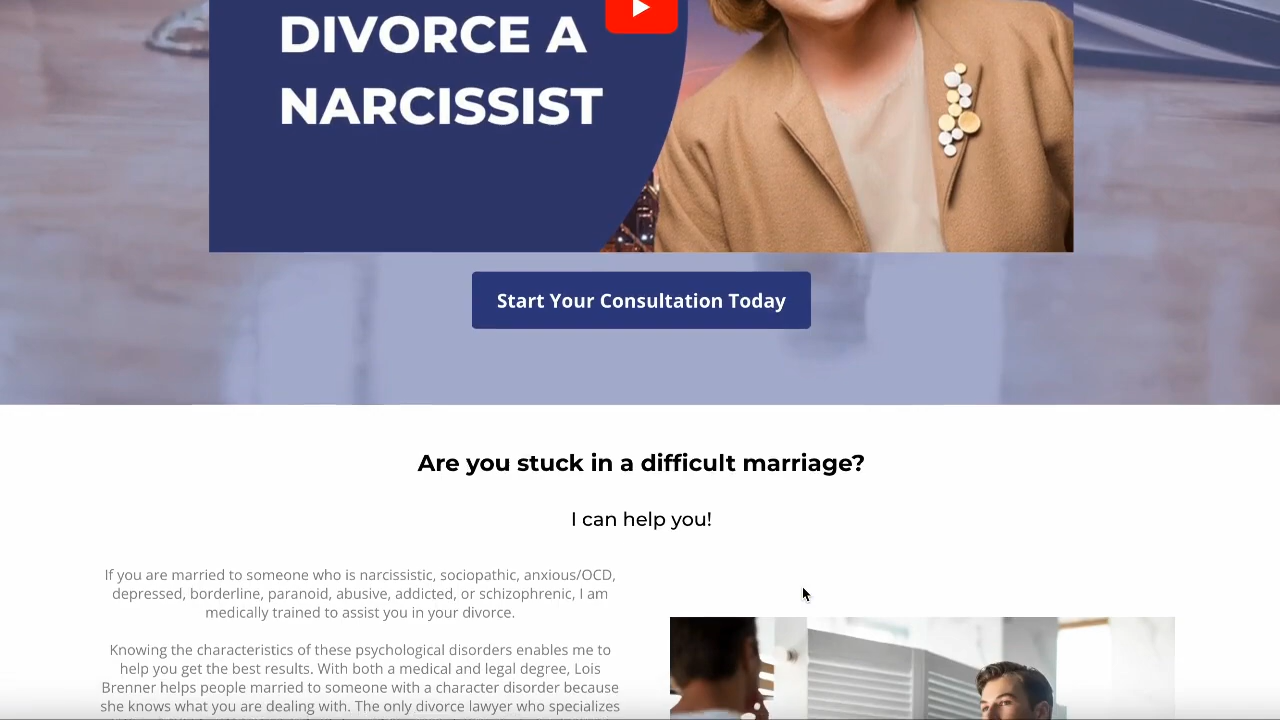 DIVORCE A
NARCISSIST
Start Your Consultation Today
Are you stuck in a difficult marriage?
I can help you!
If you are married to someone who is narcissistic, sociopathic, anxious/OCD,
depressed, borderline, paranoid, abusive, addicted, or schizophrenic, I am
medically trained to assist you in your divorce.
Knowing the characteristics of these psychological disorders enables me to
help you get the best results. With both a medical and legal degree, Lois
Brenner helps people married to someone with a character disorder because
she knows what you are dealing with. The only divorce lawyer who specializes